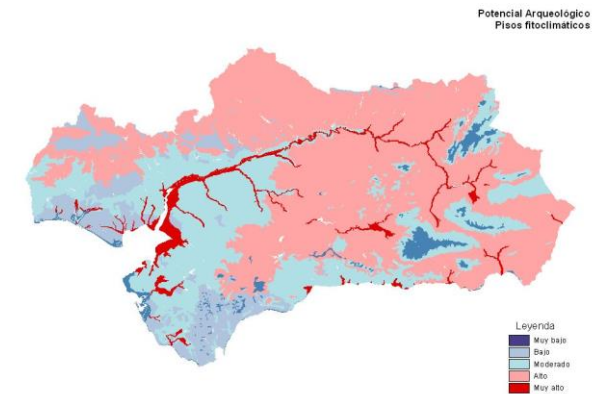 Potencial Arqueológico
Pisos fitoclimáticos
Leyenda
Muy bajo
Bajo
Moderado
Alto
Muy alto